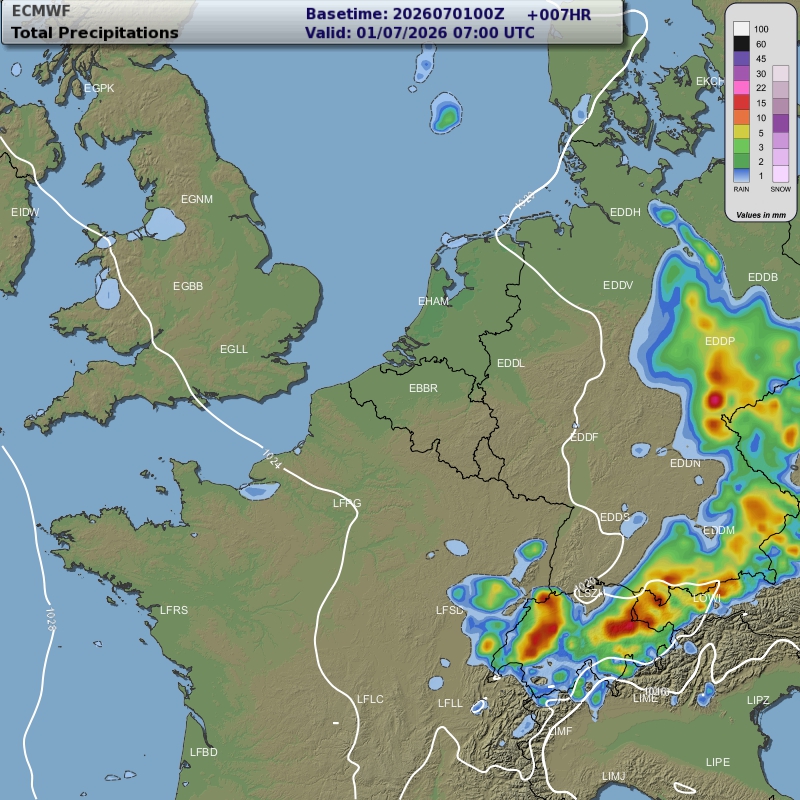 ECMWF
Basetime: 2026070100Z +007HR
Total Precipitations
Valid: 01/07/2026 07:00 UTC
100
60
45
30
22
15
10
5
3
2
1
RAIN SNOW
Values in mm
EGPK
EKCH
EIDW
EGNM
EDDH
EGBB
EDDV
EDDB
EHAM
EGLL
EDDP
EDDL
EBBR
EDDF
1024
EDDN
LFPG
EDDS
EDDM
LSZH
LOWI
LFRS
LFSD
1028
LIML
LFLC
LFLL
LIPZ
LIMF
LFBD
LIPE
LIMJ